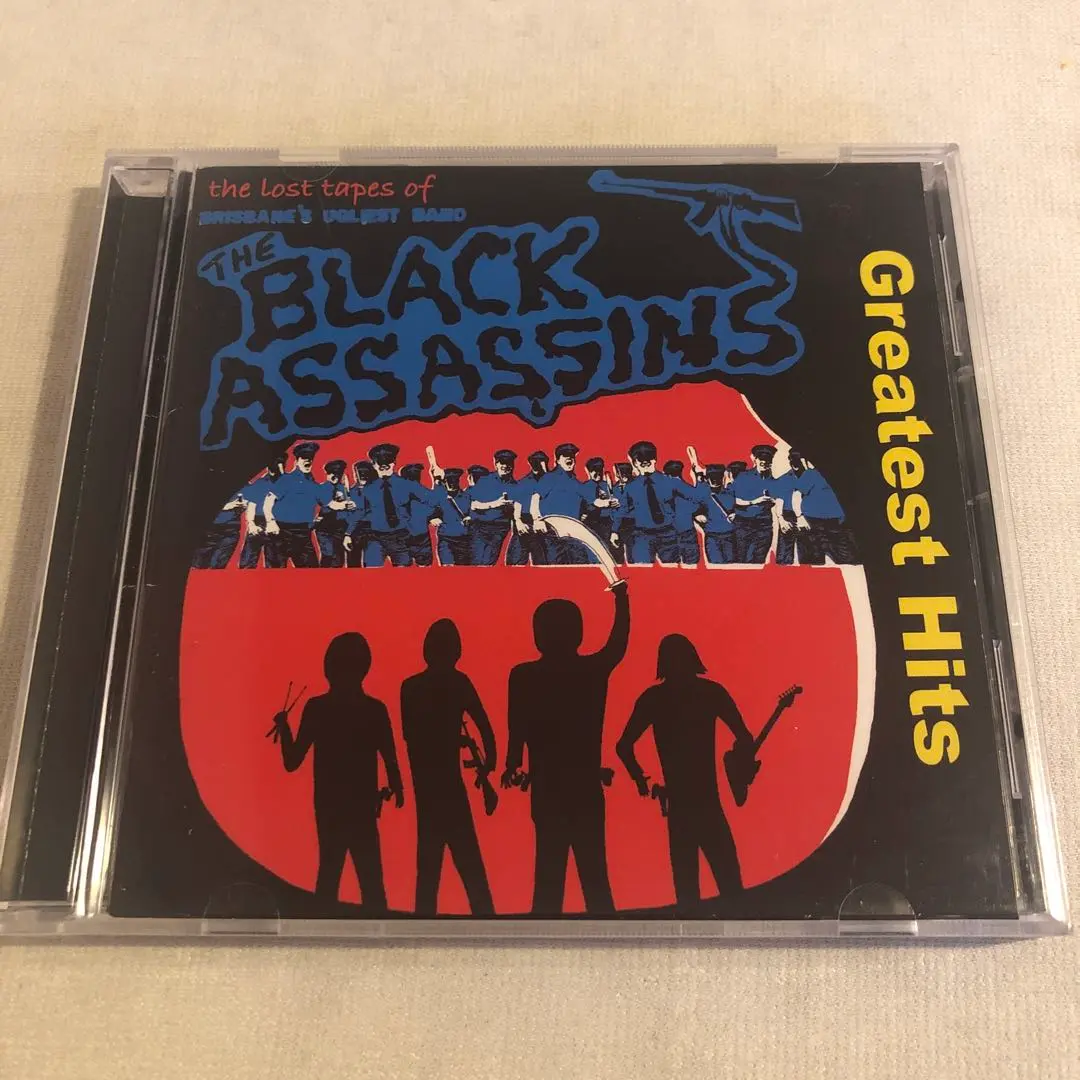 the lost tapes of
BRISBANE'S UGLIEST BAND
THE
BLACK
ASSASSINS
Greatest Hits